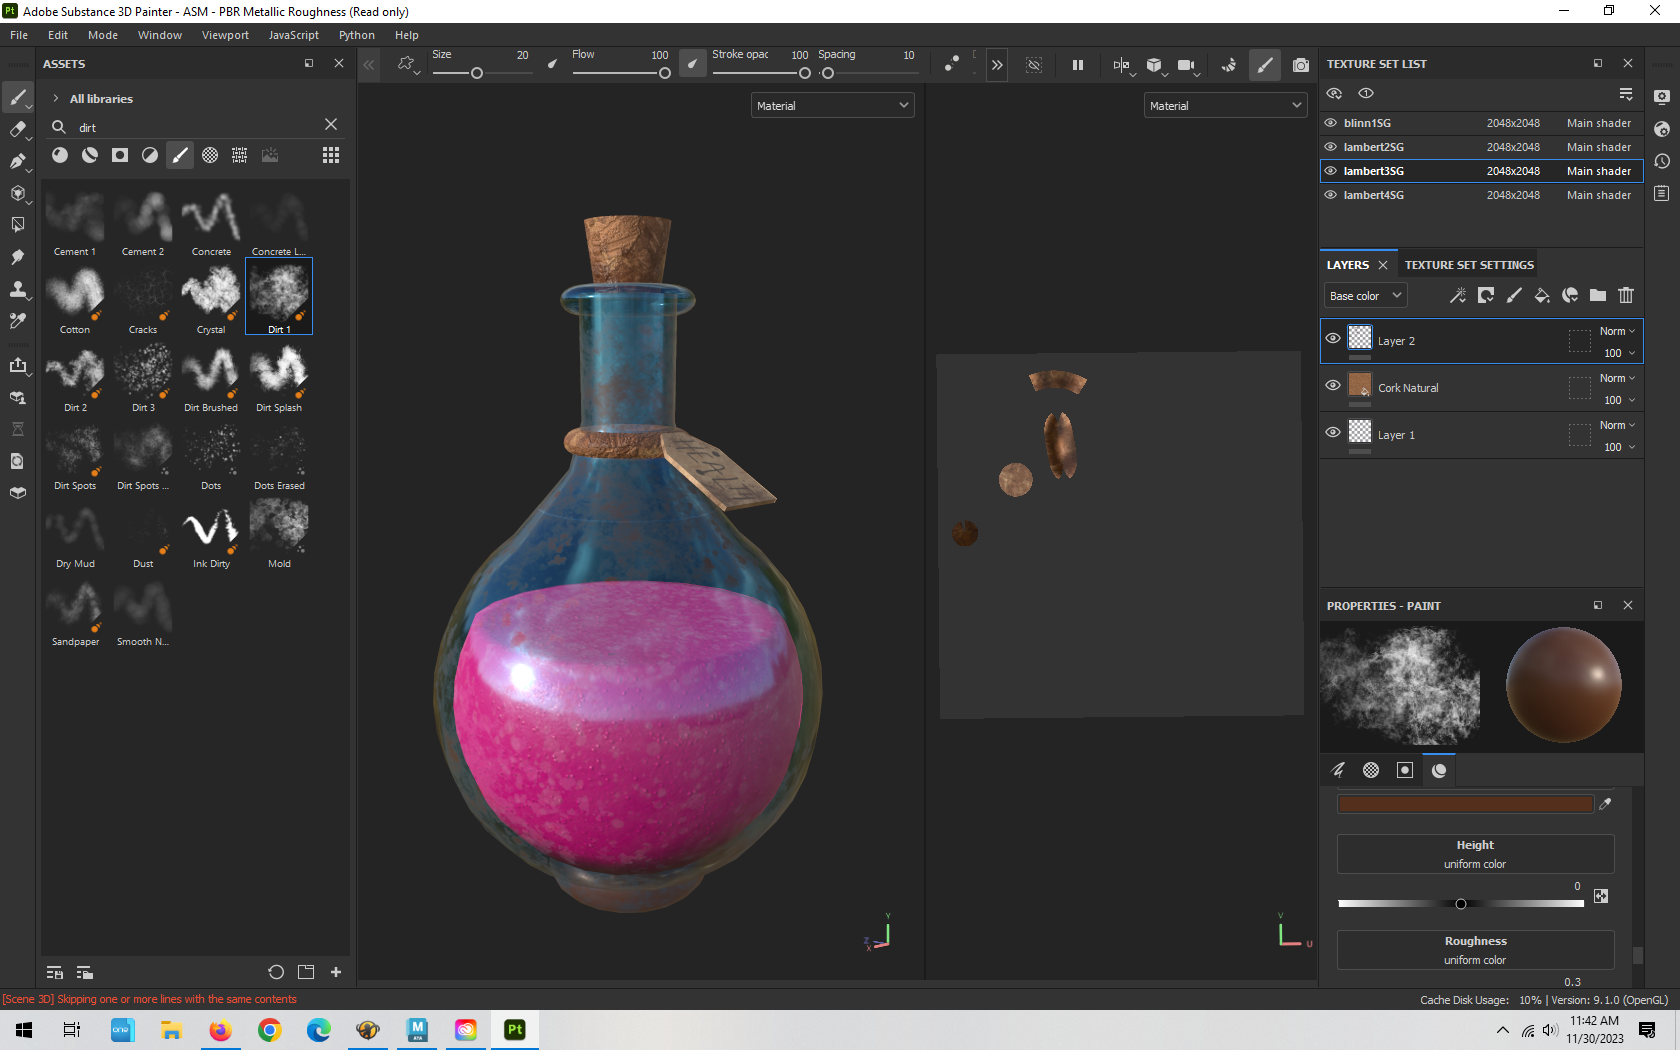 Adobe Substance 3D Painter - ASM - PBR Metallic Roughness (Read only)
File Edit Mode Window Viewport JavaScript Python Help
ASSETS
All libraries
dirt
Cement 1 Cement 2 Concrete Concrete L...
Cotton Cracks Crystal Dirt 1
Dirt 2 Dirt 3 Dirt Brushed Dirt Splash
Dirt Spots Dirt Spots ... Dots Dots Erased
Dry Mud Dust Ink Dirty Mold
Sandpaper Smooth N...
Size 20 Flow 100 Stroke opac 100 Spacing 10
Material
Material
HEALTH
Y
Z
X
V
U
TEXTURE SET LIST
blinn1SG 2048x2048 Main shader
lambert2SG 2048x2048 Main shader
lambert3SG 2048x2048 Main shader
lambert4SG 2048x2048 Main shader
LAYERS TEXTURE SET SETTINGS
Base color
Layer 2 Norm 100
Cork Natural Norm 100
Layer 1 Norm 100
PROPERTIES - PAINT
Height
uniform color
0
Roughness
uniform color
0.3
[Scene 3D] Skipping one or more lines with the same contents
Cache Disk Usage: 10% | Version: 9.1.0 (OpenGL)
one
M
AYA
Pt
11:42 AM
11/30/2023